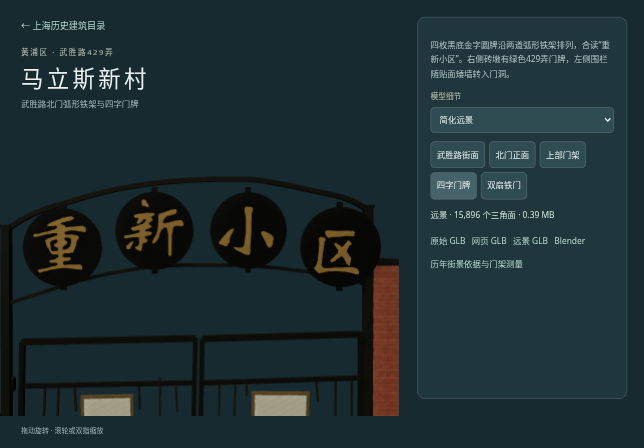 ← 上海历史建筑目录
黄浦区 · 武胜路429弄
马立斯新村
武胜路北门弧形铁架与四字门牌
重新小区
拖动旋转 · 滚轮或双指缩放
四枚黑底金字圆牌沿两道弧形铁架排列，合读“重
新小区”。右侧砖墩有绿色429弄门牌，左侧围栏
随贴面矮墙转入门洞。
模型细节
简化远景
武胜路街面 北门正面 上部门架
四字门牌 双扇铁门
远景 · 15,896 个三角面 · 0.39 MB
原始 GLB 网页 GLB 远景 GLB Blender
历年街景依据与门架测量